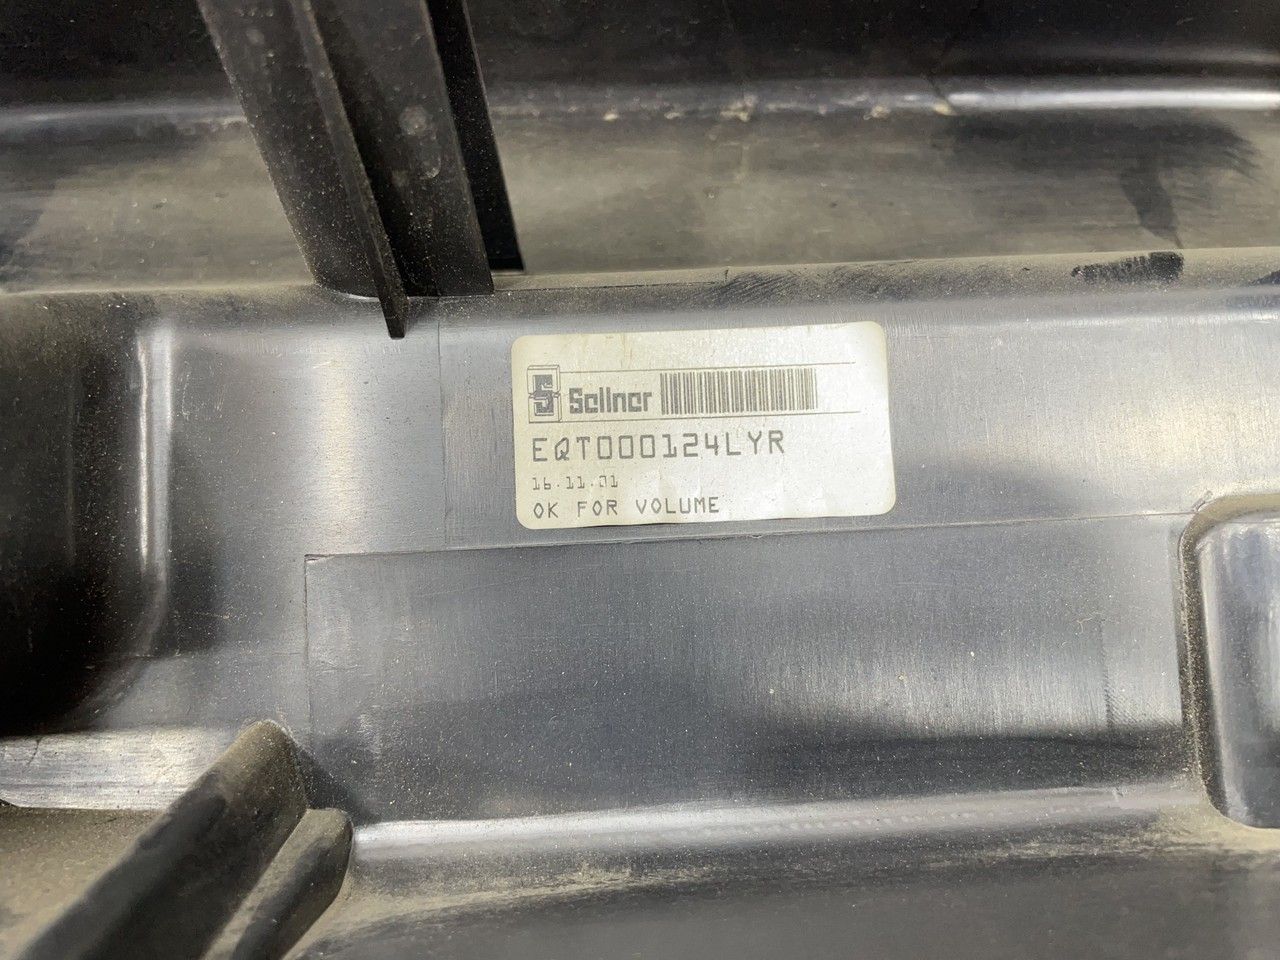 S Sellner
EQT000124LYR
16.11.01
OK FOR VOLUME